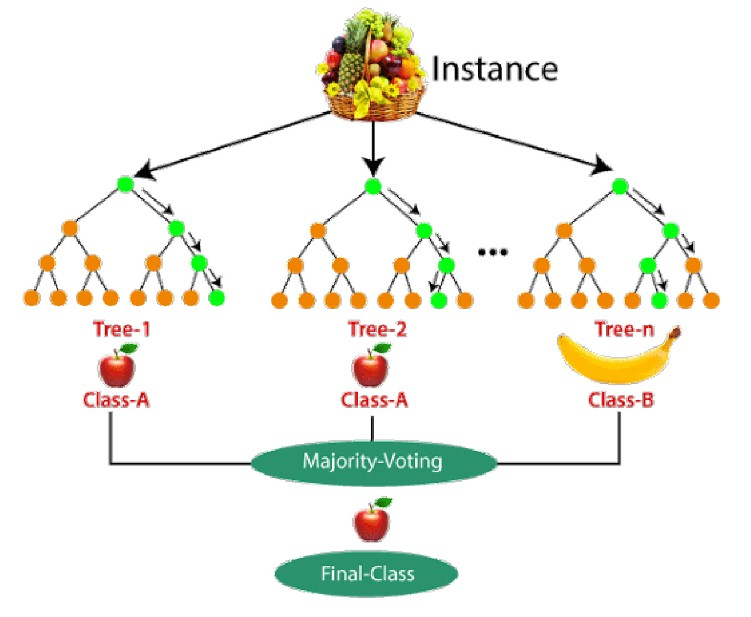 Instance
...
Tree-1
Tree-2
Tree-n
Class-A
Class-A
Class-B
Majority-Voting
Final-Class